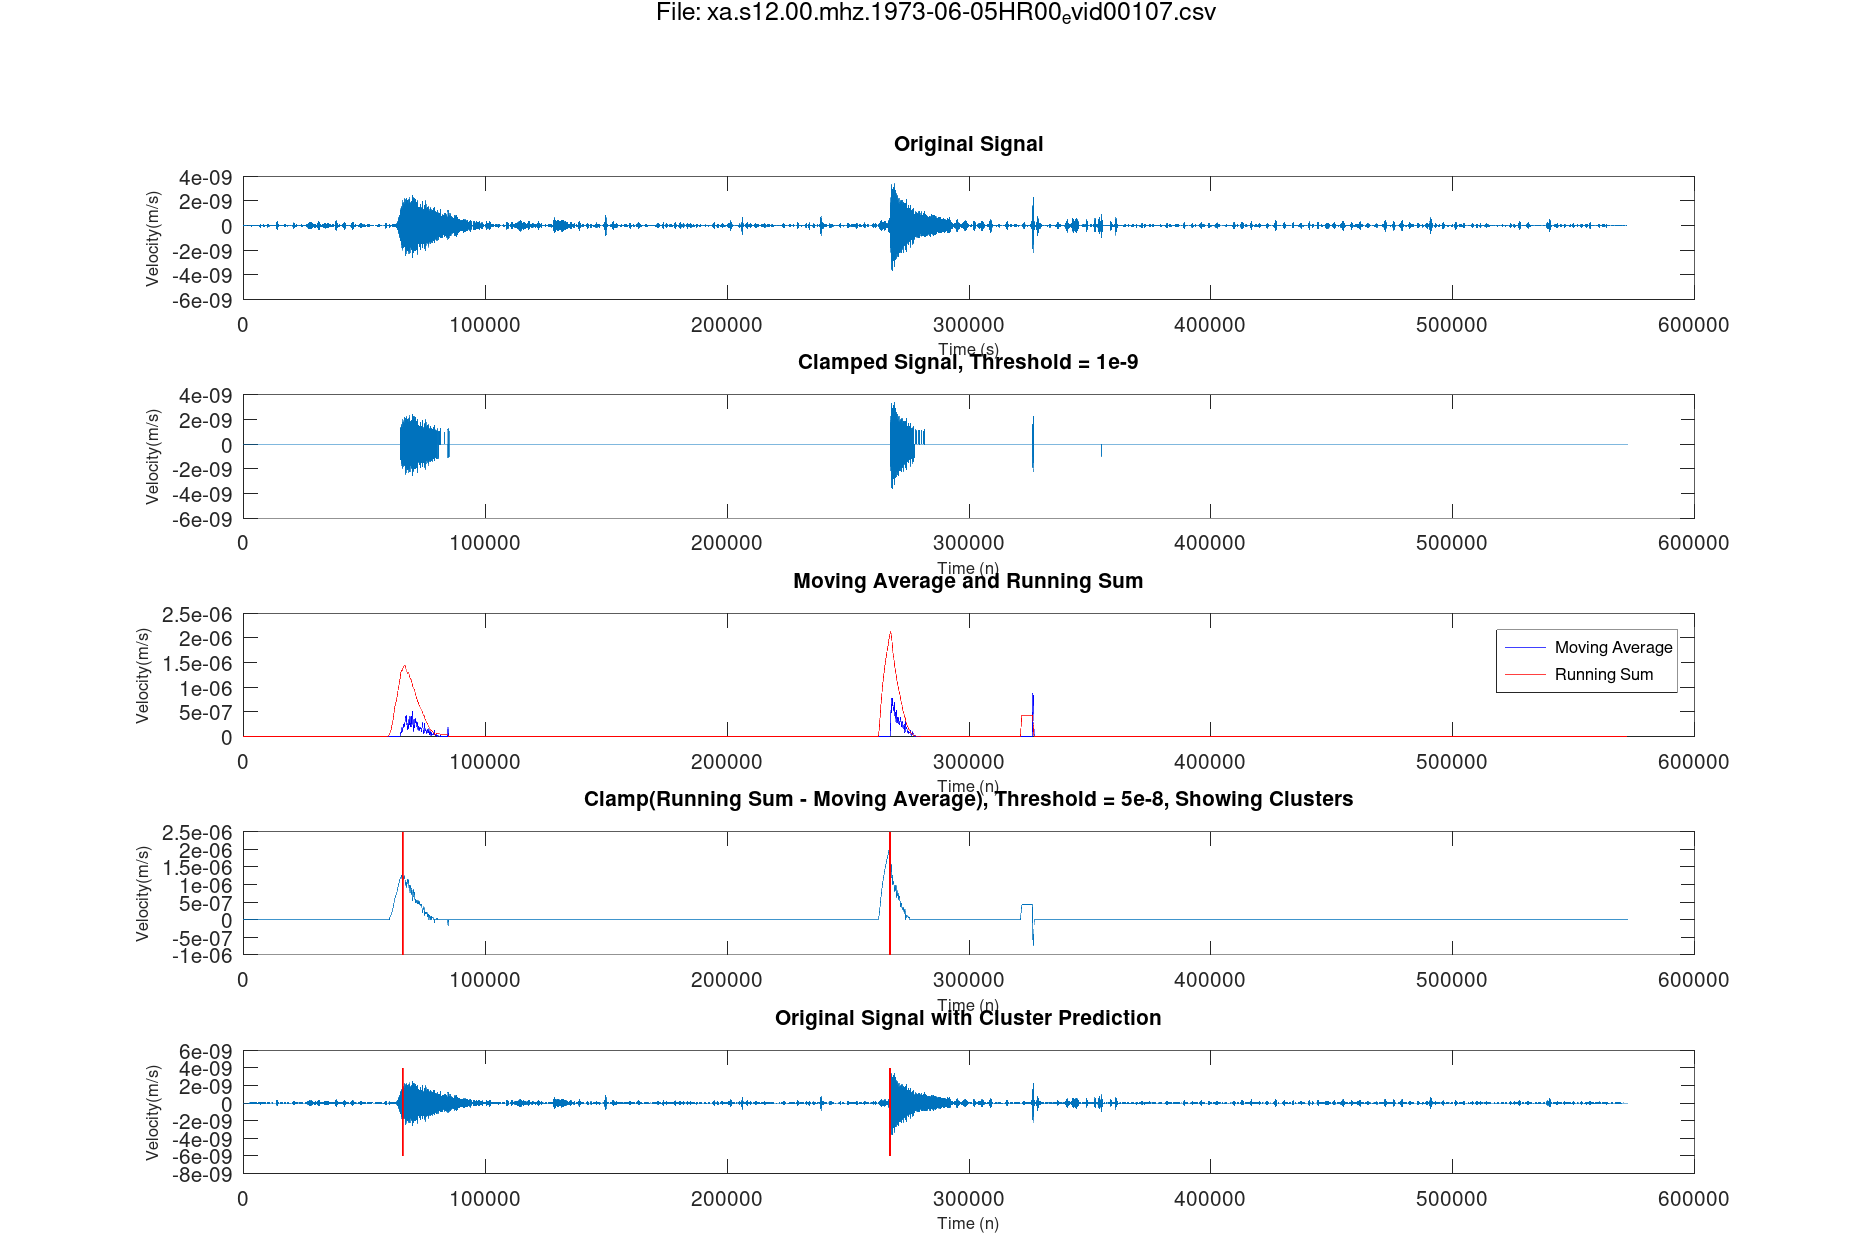 File: xa.s12.00.mhz.1973-06-05HR00evid00107.csv
Original Signal
4e-09
2e-09
0
-2e-09
-4e-09
-6e-09
Velocity(m/s)
0 100000 200000 300000 400000 500000 600000
Time (s)
Clamped Signal, Threshold = 1e-9
4e-09
2e-09
0
-2e-09
-4e-09
-6e-09
Velocity(m/s)
0 100000 200000 300000 400000 500000 600000
Time (n)
Moving Average and Running Sum
2.5e-06
2e-06
1.5e-06
1e-06
5e-07
0
Velocity(m/s)
Moving Average
Running Sum
0 100000 200000 300000 400000 500000 600000
Time (n)
Clamp(Running Sum - Moving Average), Threshold = 5e-8, Showing Clusters
2.5e-06
2e-06
1.5e-06
1e-06
5e-07
0
-5e-07
-1e-06
Velocity(m/s)
0 100000 200000 300000 400000 500000 600000
Time (n)
Original Signal with Cluster Prediction
6e-09
4e-09
2e-09
0
-2e-09
-4e-09
-6e-09
-8e-09
Velocity(m/s)
0 100000 200000 300000 400000 500000 600000
Time (n)